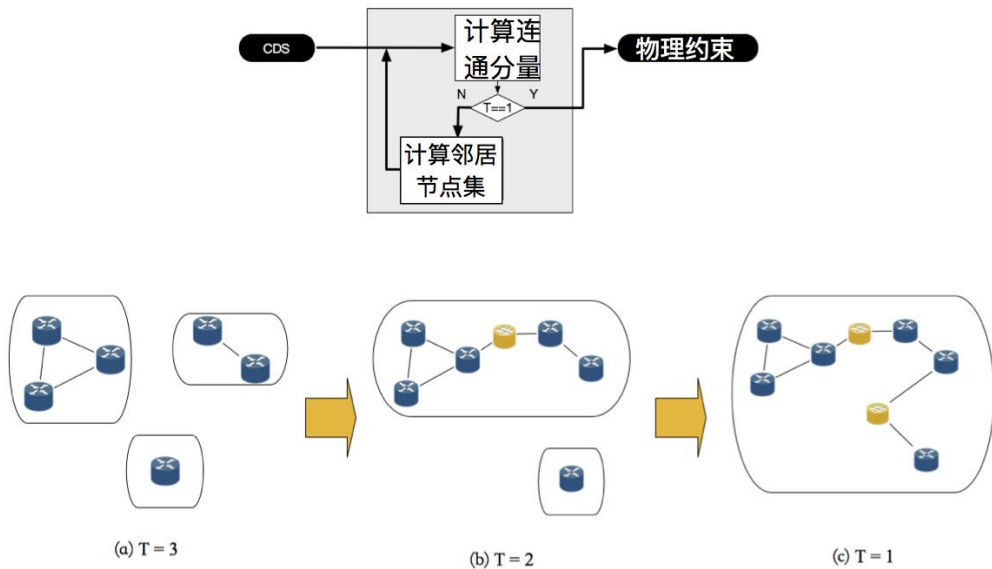 CDS
计算连
通分量
物理约束
N
Y
T==1
计算邻居
节点集
(a) T = 3
(b) T = 2
(c) T = 1